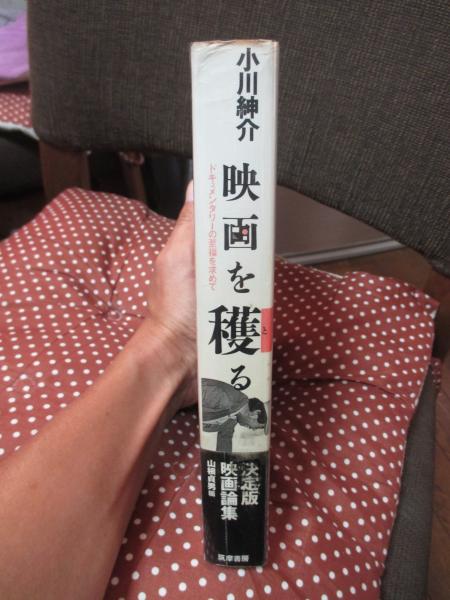 小川紳介
映画を穫る
と
ドキュメンタリーの至福を求めて
決定版
映画論集
山根貞男 編
筑摩書房